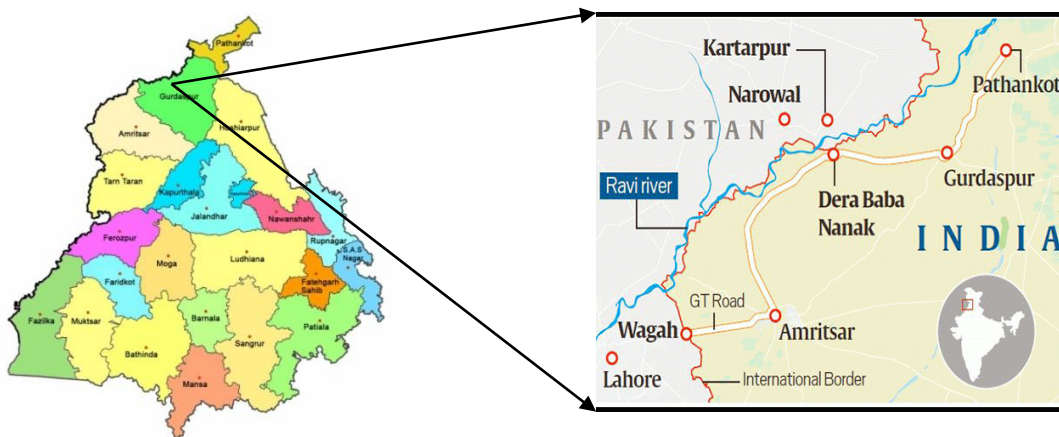 Pathankot
Gurdaspur
Hoshiarpur
Amritsar
Tarn Taran
Kapurthala
Jalandhar
Nawanshahr
Rupnagar
S.A.S
Nagar
Ferozpur
Moga
Ludhiana
Fatehgarh
Sahib
Faridkot
Fazilka
Muktsar
Barnala
Patiala
Bathinda
Sangrur
Mansa
Kartarpur
Pathankot
Narowal
PAKISTAN
Gurdaspur
Ravi river
Dera Baba
Nanak
INDIA
GT Road
Wagah
Amritsar
Lahore
International Border